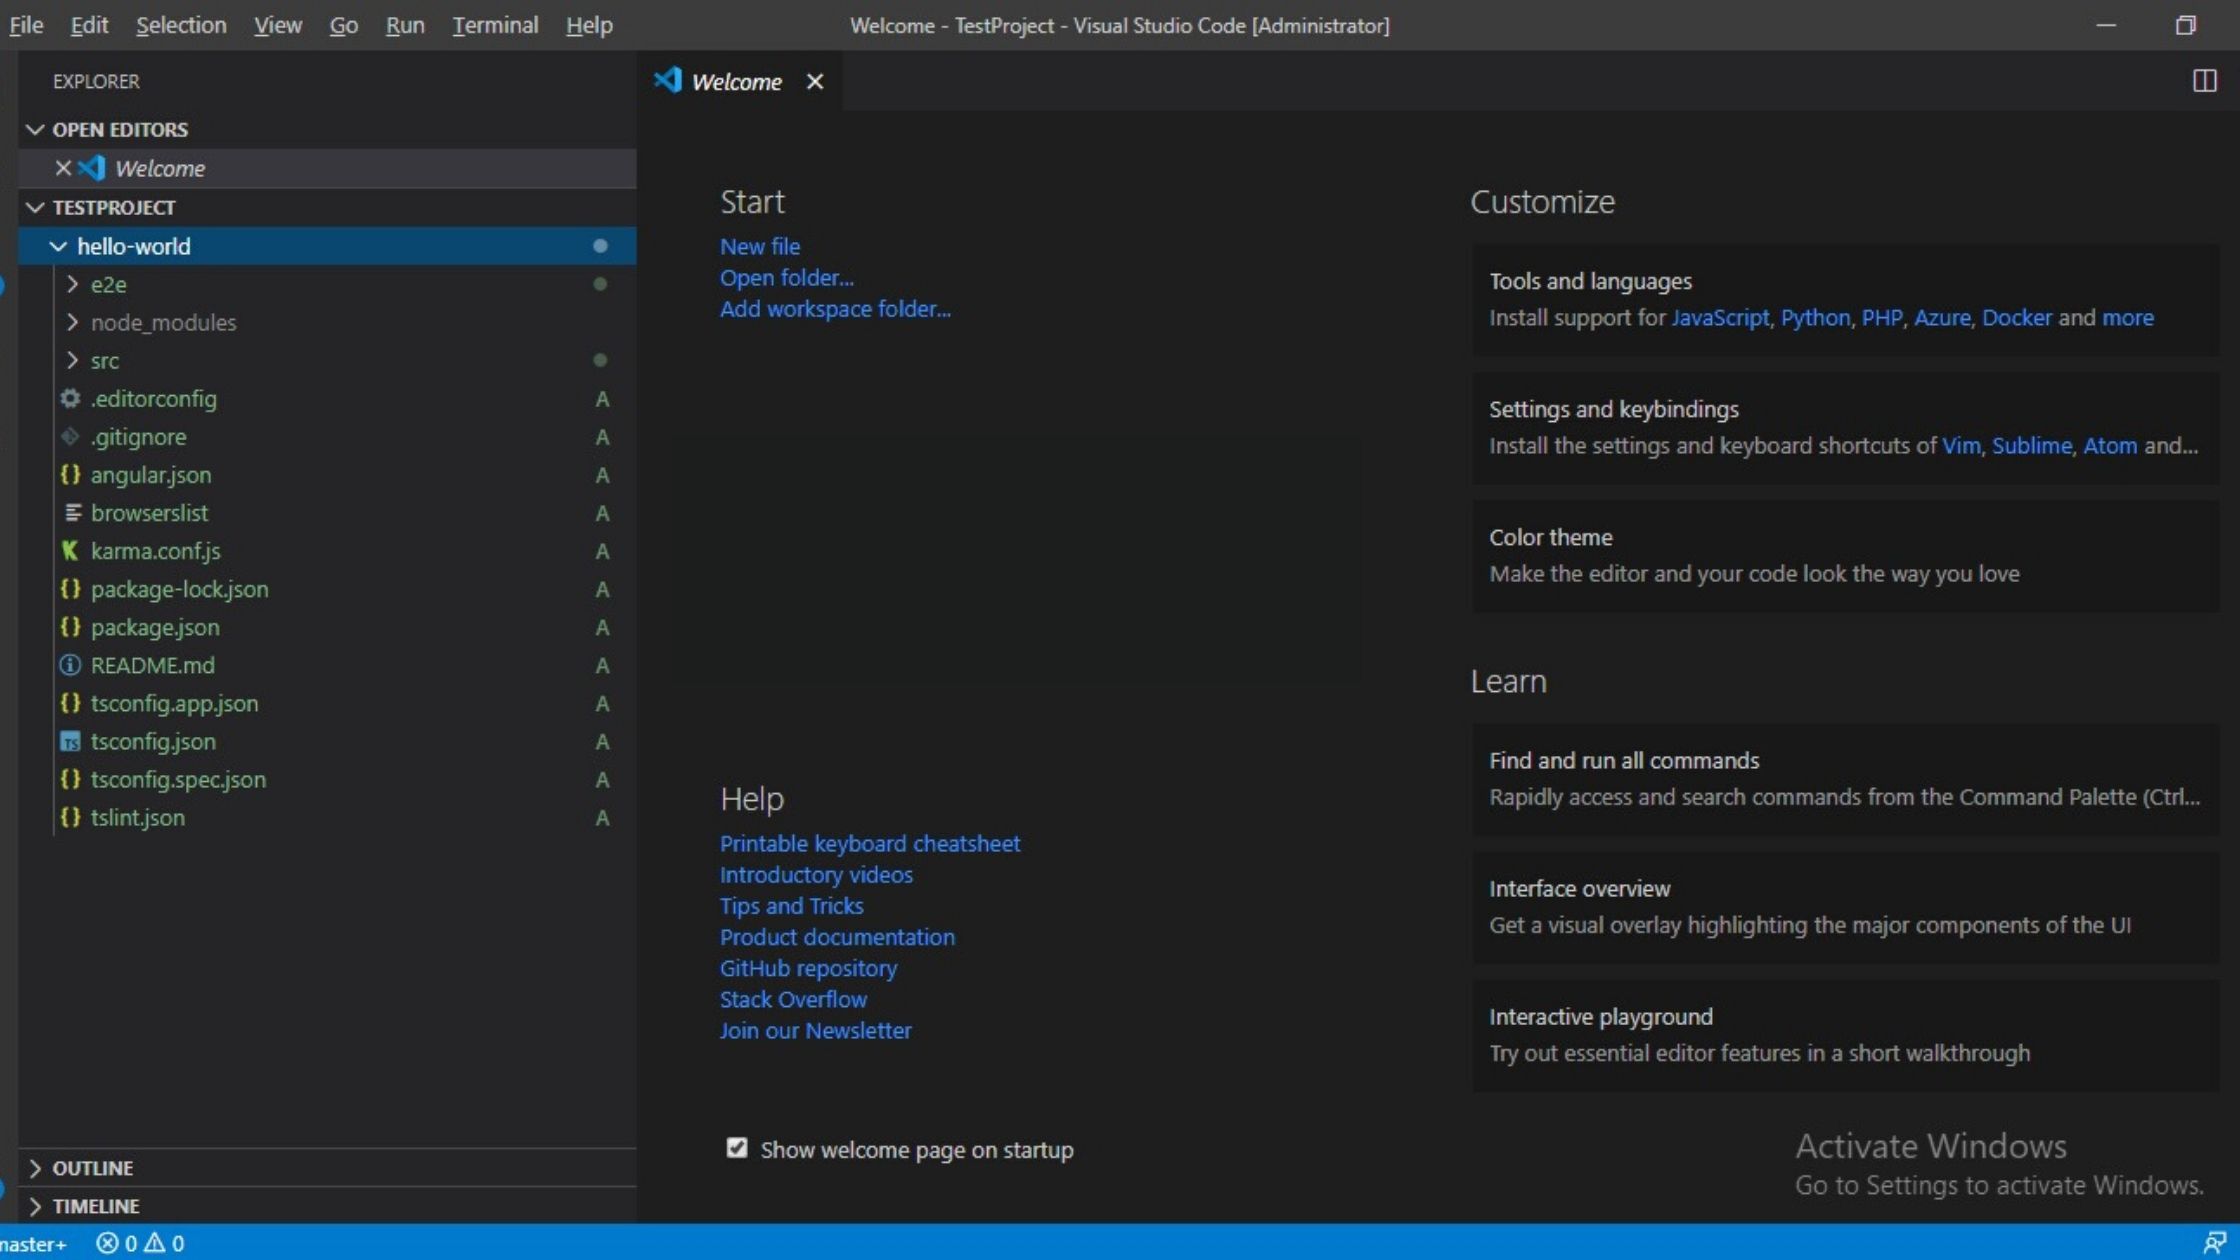 File Edit Selection View Go Run Terminal Help Welcome - TestProject - Visual Studio Code [Administrator]
EXPLORER
OPEN EDITORS
Welcome
TESTPROJECT
hello-world
e2e
node_modules
src
.editorconfig A
.gitignore A
angular.json A
browserslist A
karma.conf.js A
package-lock.json A
package.json A
README.md A
tsconfig.app.json A
tsconfig.json A
tsconfig.spec.json A
tslint.json A
OUTLINE
TIMELINE
Welcome
Start
New file
Open folder...
Add workspace folder...
Help
Printable keyboard cheatsheet
Introductory videos
Tips and Tricks
Product documentation
GitHub repository
Stack Overflow
Join our Newsletter
Show welcome page on startup
Customize
Tools and languages
Install support for JavaScript, Python, PHP, Azure, Docker and more
Settings and keybindings
Install the settings and keyboard shortcuts of Vim, Sublime, Atom and...
Color theme
Make the editor and your code look the way you love
Learn
Find and run all commands
Rapidly access and search commands from the Command Palette (Ctrl...
Interface overview
Get a visual overlay highlighting the major components of the UI
Interactive playground
Try out essential editor features in a short walkthrough
Activate Windows
Go to Settings to activate Windows.
master+ 0 0